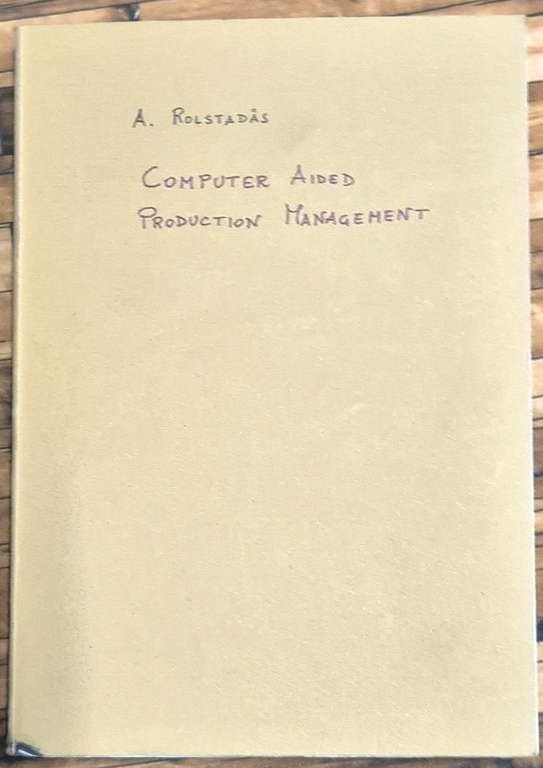 A. ROLSTADÅS
COMPUTER AIDED
PRODUCTION MANAGEMENT